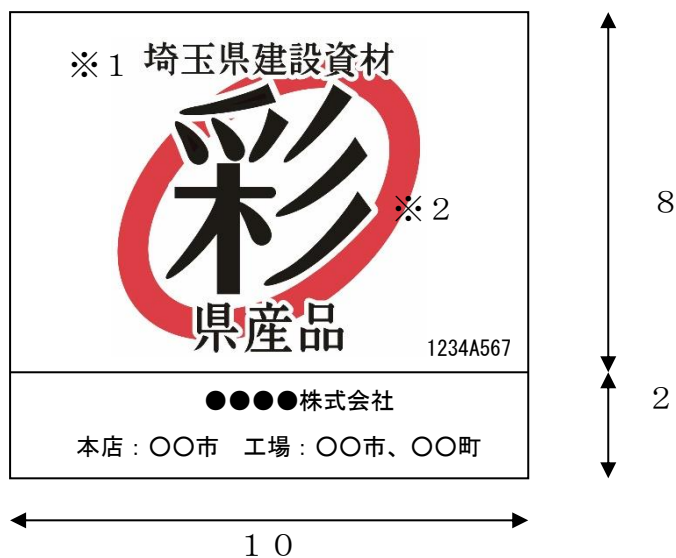 ※１ 埼玉県建設資材
彩
※２
県産品
1234A567
●●●●株式会社
本店：〇〇市　工場：〇〇市、〇〇町
８
２
１０